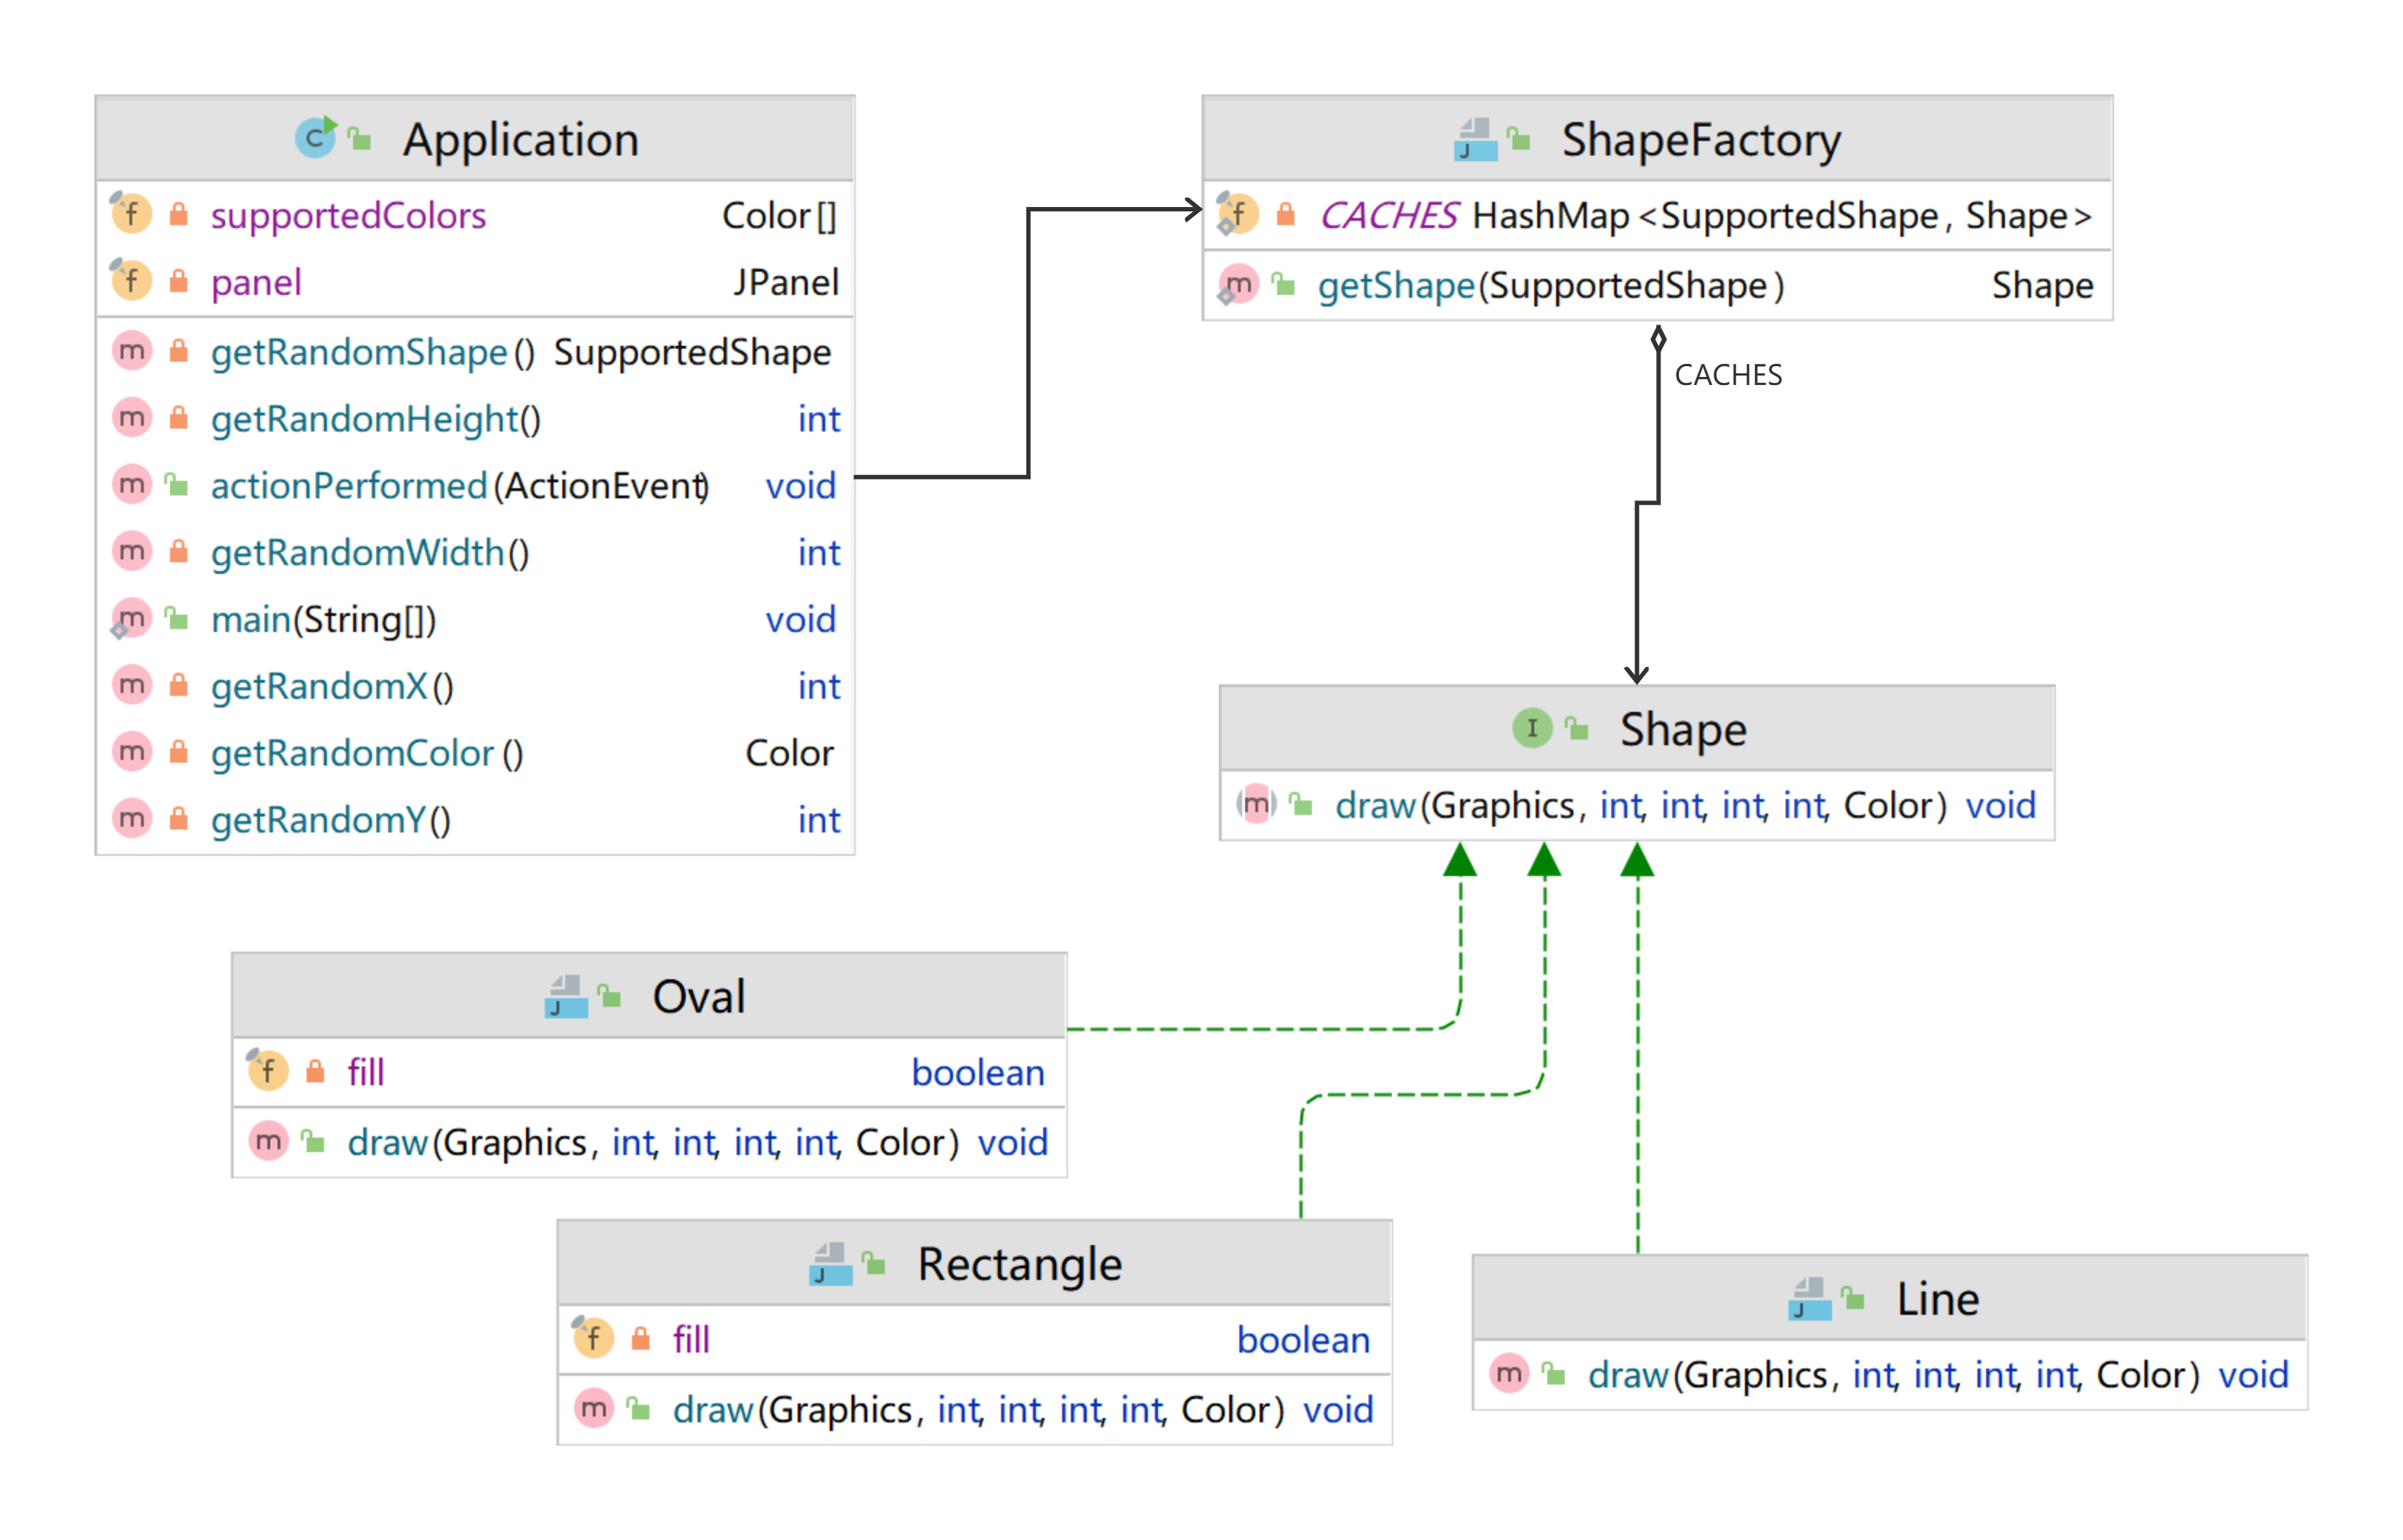 Application
supportedColors Color[]
panel JPanel
getRandomShape() SupportedShape
getRandomHeight() int
actionPerformed(ActionEvent) void
getRandomWidth() int
main(String[]) void
getRandomX() int
getRandomColor() Color
getRandomY() int
ShapeFactory
CACHES HashMap<SupportedShape, Shape>
getShape(SupportedShape) Shape
CACHES
Shape
draw(Graphics, int, int, int, int, Color) void
Oval
fill boolean
draw(Graphics, int, int, int, int, Color) void
Rectangle
fill boolean
draw(Graphics, int, int, int, int, Color) void
Line
draw(Graphics, int, int, int, int, Color) void